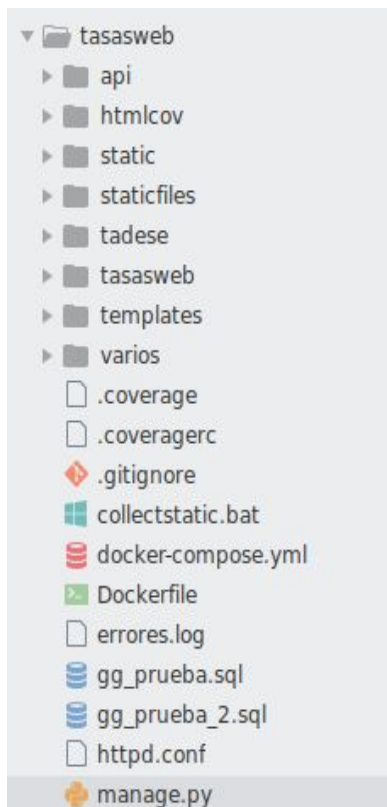 tasasweb
api
htmlcov
static
staticfiles
tadese
tasasweb
templates
varios
.coverage
.coveragerc
.gitignore
collectstatic.bat
docker-compose.yml
Dockerfile
errores.log
gg_prueba.sql
gg_prueba_2.sql
httpd.conf
manage.py